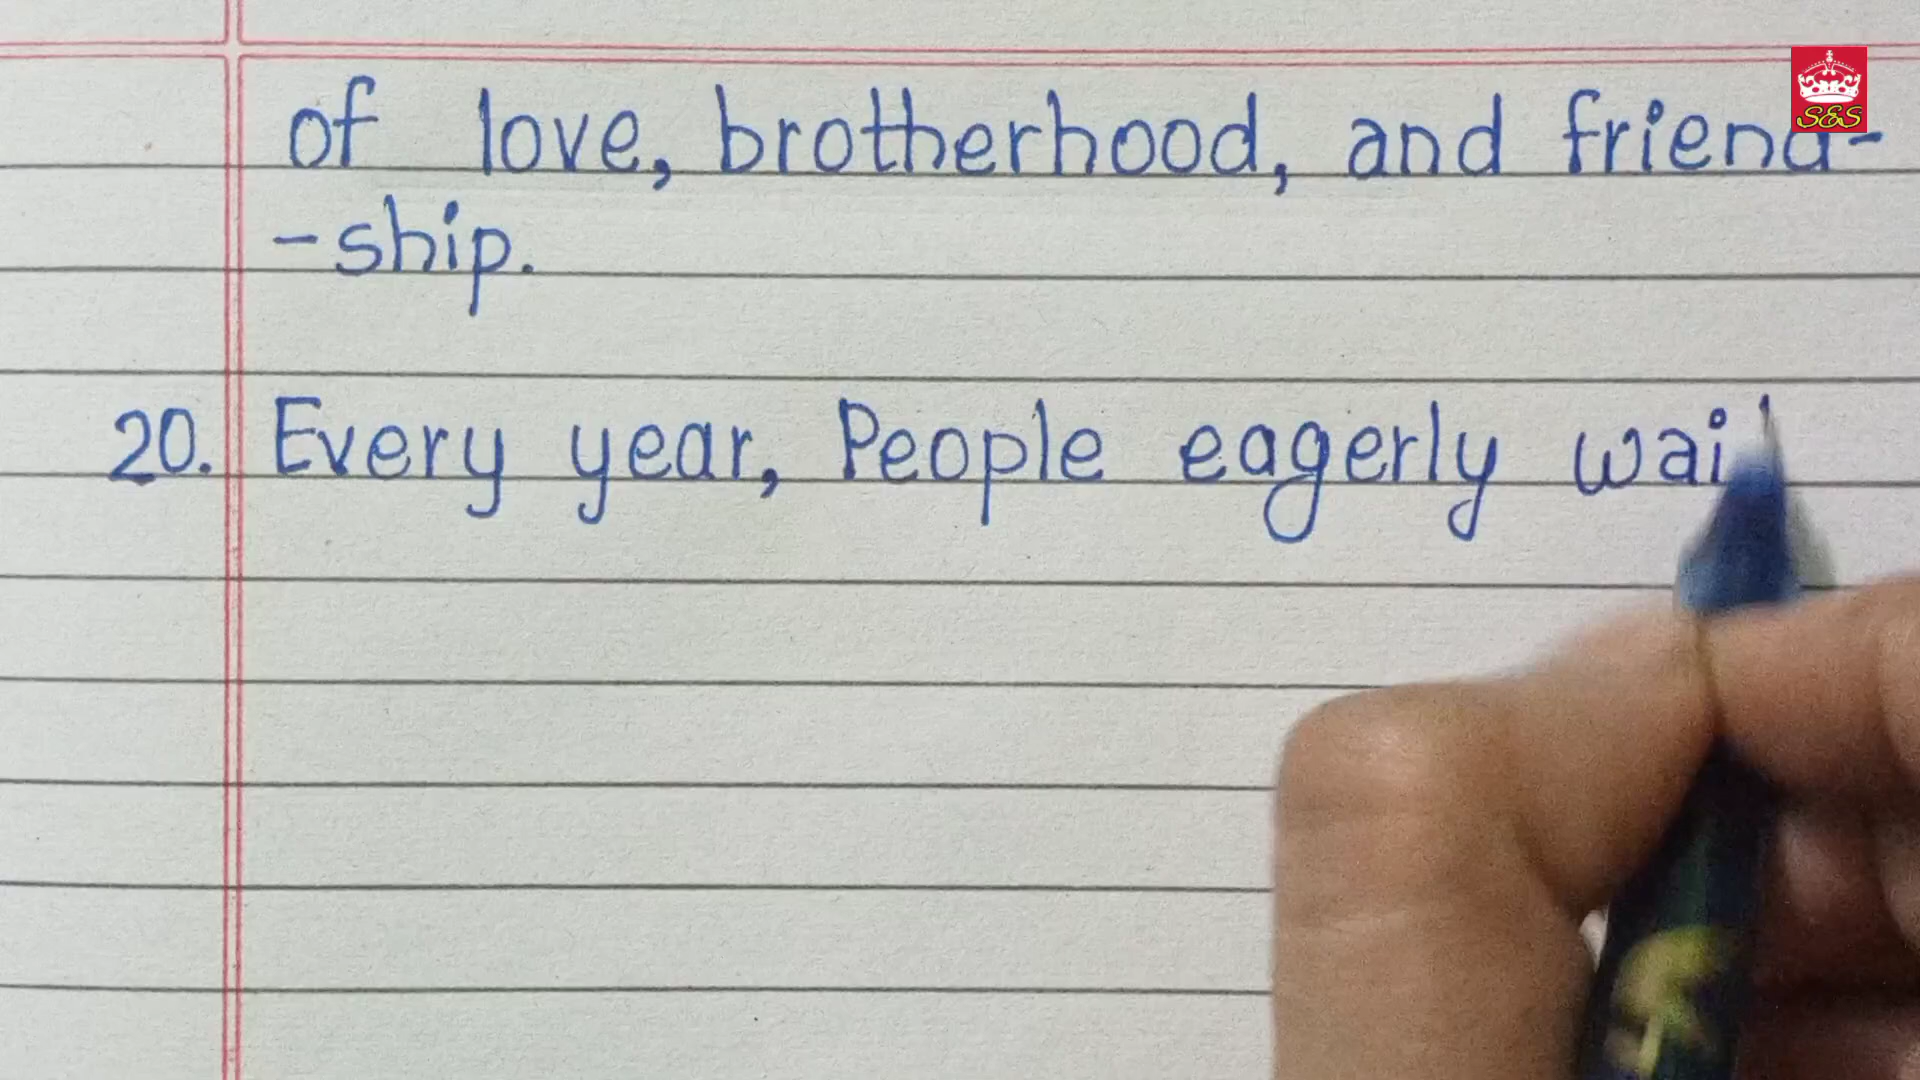 S&S
of love, brotherhood, and friend-
-ship.
20. Every year, People eagerly wai